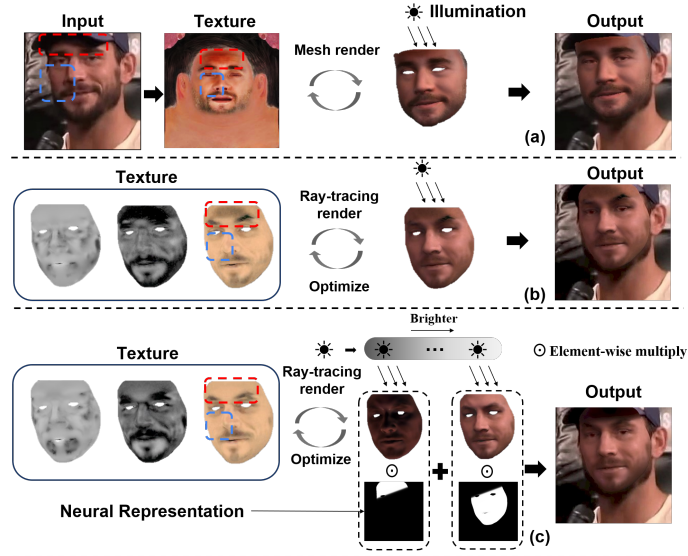 Input
Texture
Illumination
Output
Mesh render
(a)
Texture
Ray-tracing
render
Optimize
Output
(b)
Brighter
...
Element-wise multiply
Texture
Ray-tracing
render
Optimize
Output
Neural Representation
(c)